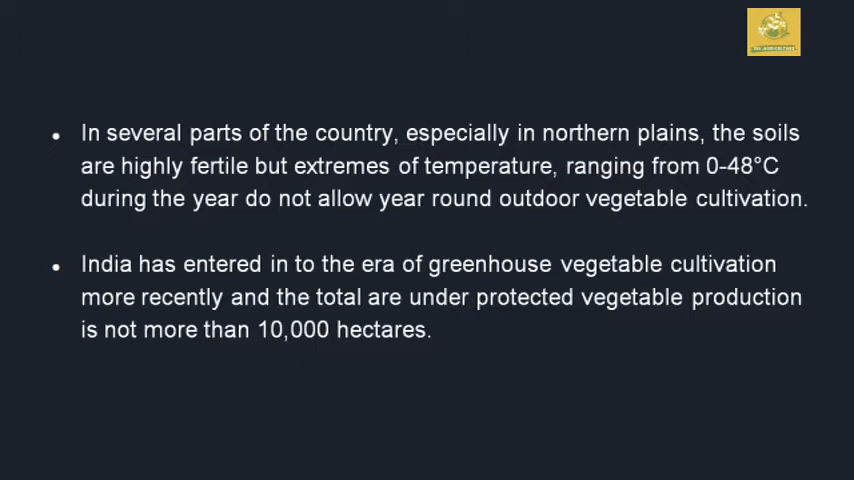 • In several parts of the country, especially in northern plains, the soils
are highly fertile but extremes of temperature, ranging from 0-48°C
during the year do not allow year round outdoor vegetable cultivation.
• India has entered in to the era of greenhouse vegetable cultivation
more recently and the total are under protected vegetable production
is not more than 10,000 hectares.